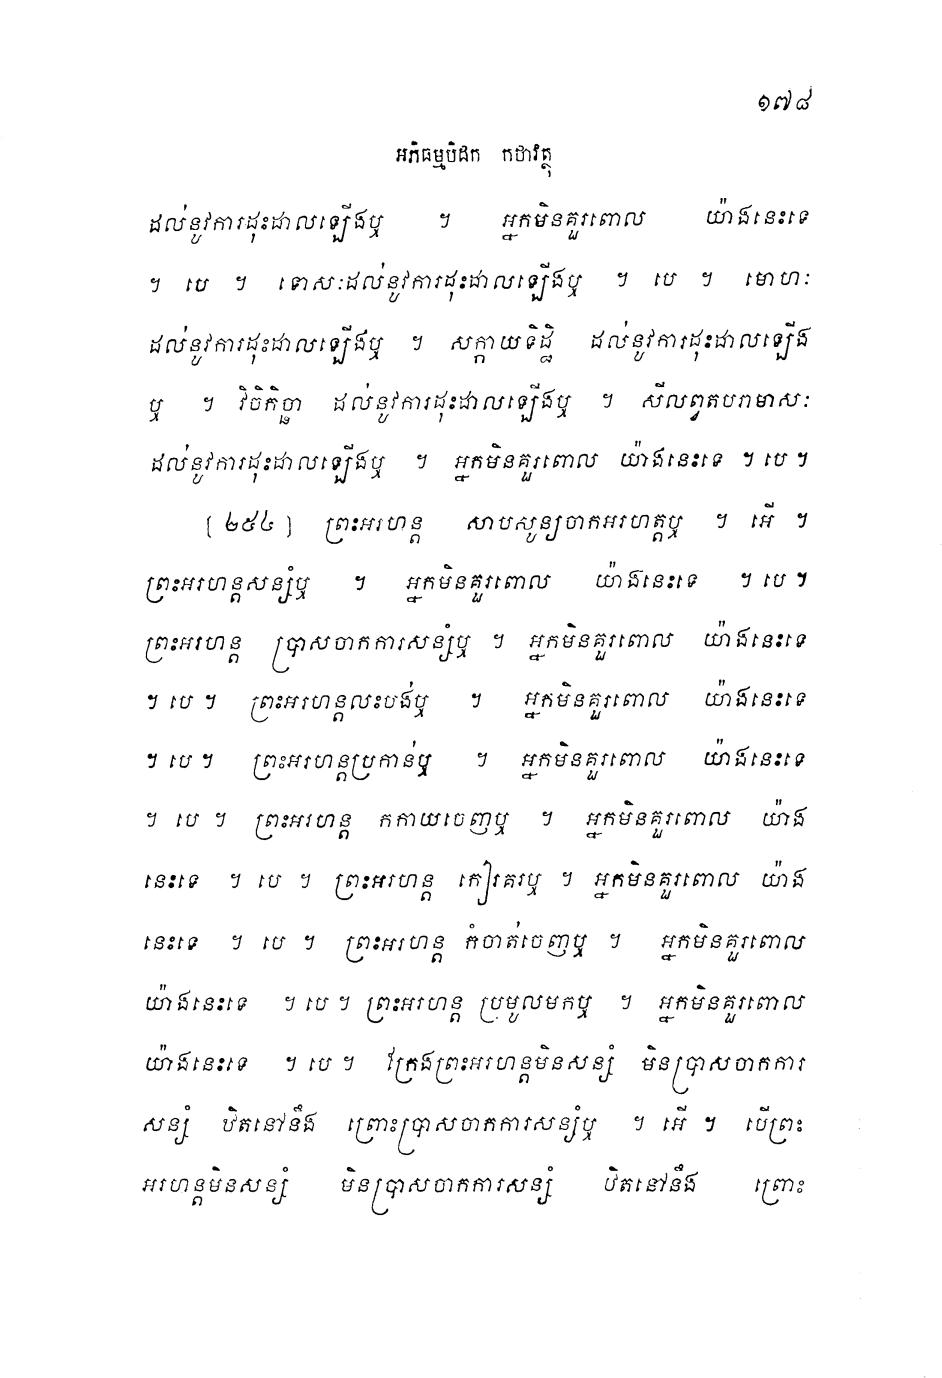 ១៧៨
អភិធម្មបិដក កថាវត្ថុ
ដល់នូវការដុះដាលឡើងឬ ។ អ្នកមិនគួរពោល យ៉ាងនេះទេ
។ បេ ។ ទោសៈដល់នូវការដុះដាលឡើងឬ ។ បេ ។ មោហៈ
ដល់នូវការដុះដាលឡើងឬ ។ សក្កាយទិដ្ឋិ ដល់នូវការដុះដាលឡើង
ឬ ។ វិចិកិច្ឆា ដល់នូវការដុះដាលឡើងឬ ។ សីលព្វតបរាមាសៈ
ដល់នូវការដុះដាលឡើងឬ ។ អ្នកមិនគួរពោល យ៉ាងនេះទេ ។ បេ ។
[ ២៥៤ ] ព្រះអរហន្ត សាបសូន្យចាកអរហត្តឬ ។ អើ ។
ព្រះអរហន្តសន្សំឬ ។ អ្នកមិនគួរពោល យ៉ាងនេះទេ ។ បេ ។
ព្រះអរហន្ត ប្រាសចាកការសន្សំឬ ។ អ្នកមិនគួរពោល យ៉ាងនេះទេ
។ បេ ។ ព្រះអរហន្តលះបង់ឬ ។ អ្នកមិនគួរពោល យ៉ាងនេះទេ
។ បេ ។ ព្រះអរហន្តប្រកាន់ឬ ។ អ្នកមិនគួរពោល យ៉ាងនេះទេ
។ បេ ។ ព្រះអរហន្ត កកាយចេញឬ ។ អ្នកមិនគួរពោល យ៉ាង
នេះទេ ។ បេ ។ ព្រះអរហន្ត កៀរគរឬ ។ អ្នកមិនគួរពោល យ៉ាង
នេះទេ ។ បេ ។ ព្រះអរហន្ត កំចាត់ចេញឬ ។ អ្នកមិនគួរពោល
យ៉ាងនេះទេ ។ បេ ។ ព្រះអរហន្ត ប្រមូលមកឬ ។ អ្នកមិនគួរពោល
យ៉ាងនេះទេ ។ បេ ។ ក្រែងព្រះអរហន្តមិនសន្សំ មិនប្រាសចាកការ
សន្សំ ឋិតនៅនឹង ព្រោះប្រាសចាកការសន្សំឬ ។ អើ ។ បើព្រះ
អរហន្តមិនសន្សំ មិនប្រាសចាកការសន្សំ ឋិតនៅនឹង ព្រោះ